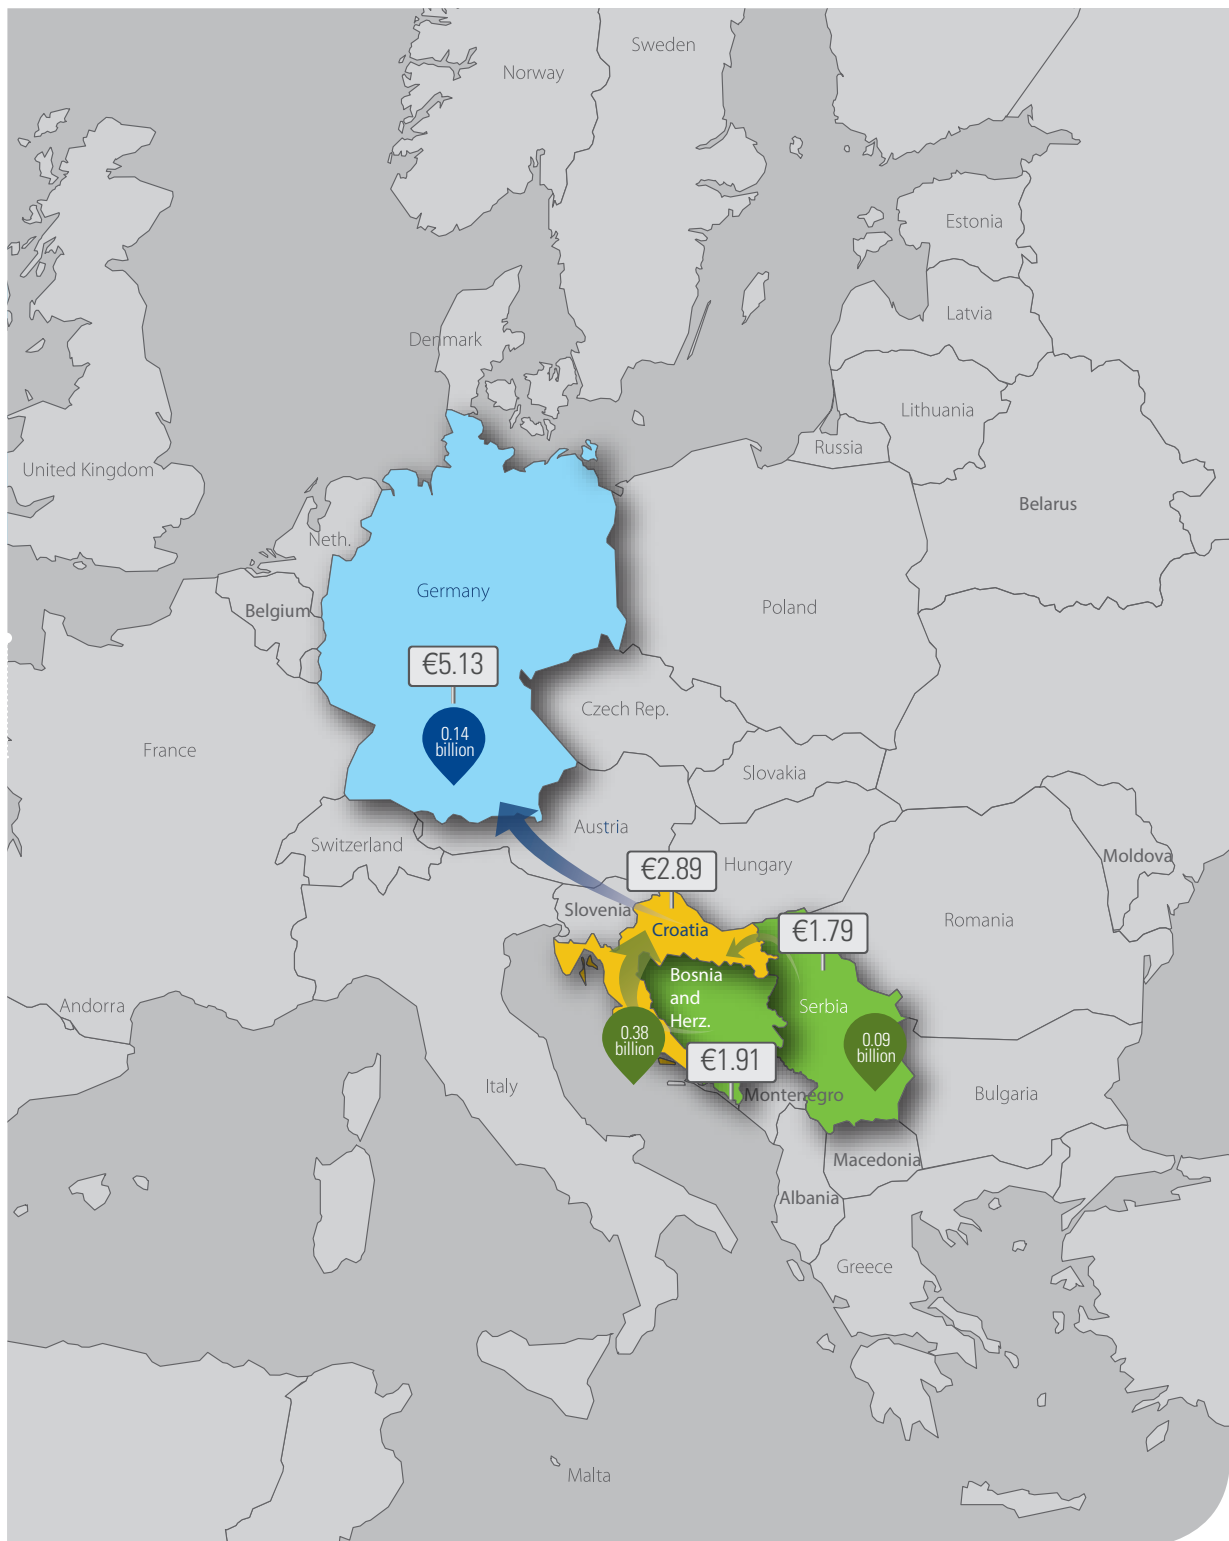 Sweden
Norway
Estonia
Latvia
Denmark
Lithuania
Russia
United Kingdom
Belarus
Neth.
Germany
Belgium
Poland
€5.13
Czech Rep.
0.14
billion
France
Slovakia
Austria
Switzerland
€2.89
Hungary
Moldova
Slovenia
Croatia
€1.79
Romania
Bosnia
and
Herz.
Serbia
Andorra
0.38
billion
0.09
billion
€1.91
Italy
Montenegro
Bulgaria
Macedonia
Albania
Greece
Malta